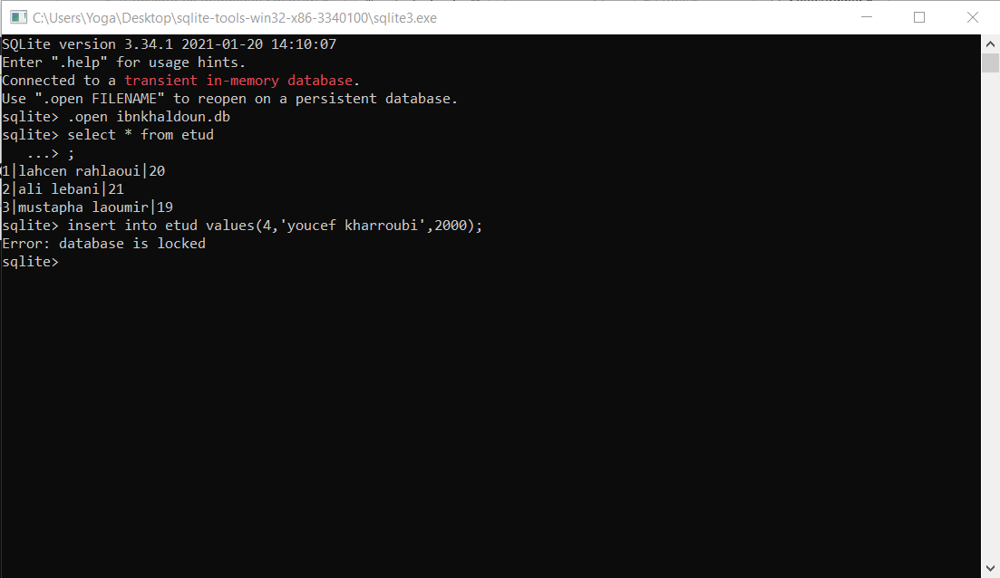 C:\Users\Yoga\Desktop\sqlite-tools-win32-x86-3340100\sqlite3.exe
SQLite version 3.34.1 2021-01-20 14:10:07
Enter ".help" for usage hints.
Connected to a transient in-memory database.
Use ".open FILENAME" to reopen on a persistent database.
sqlite> .open ibnkhaldoun.db
sqlite> select * from etud
   ...> ;
1|lahcen rahlaoui|20
2|ali lebani|21
3|mustapha laoumir|19
sqlite> insert into etud values(4,'youcef kharroubi',2000);
Error: database is locked
sqlite>